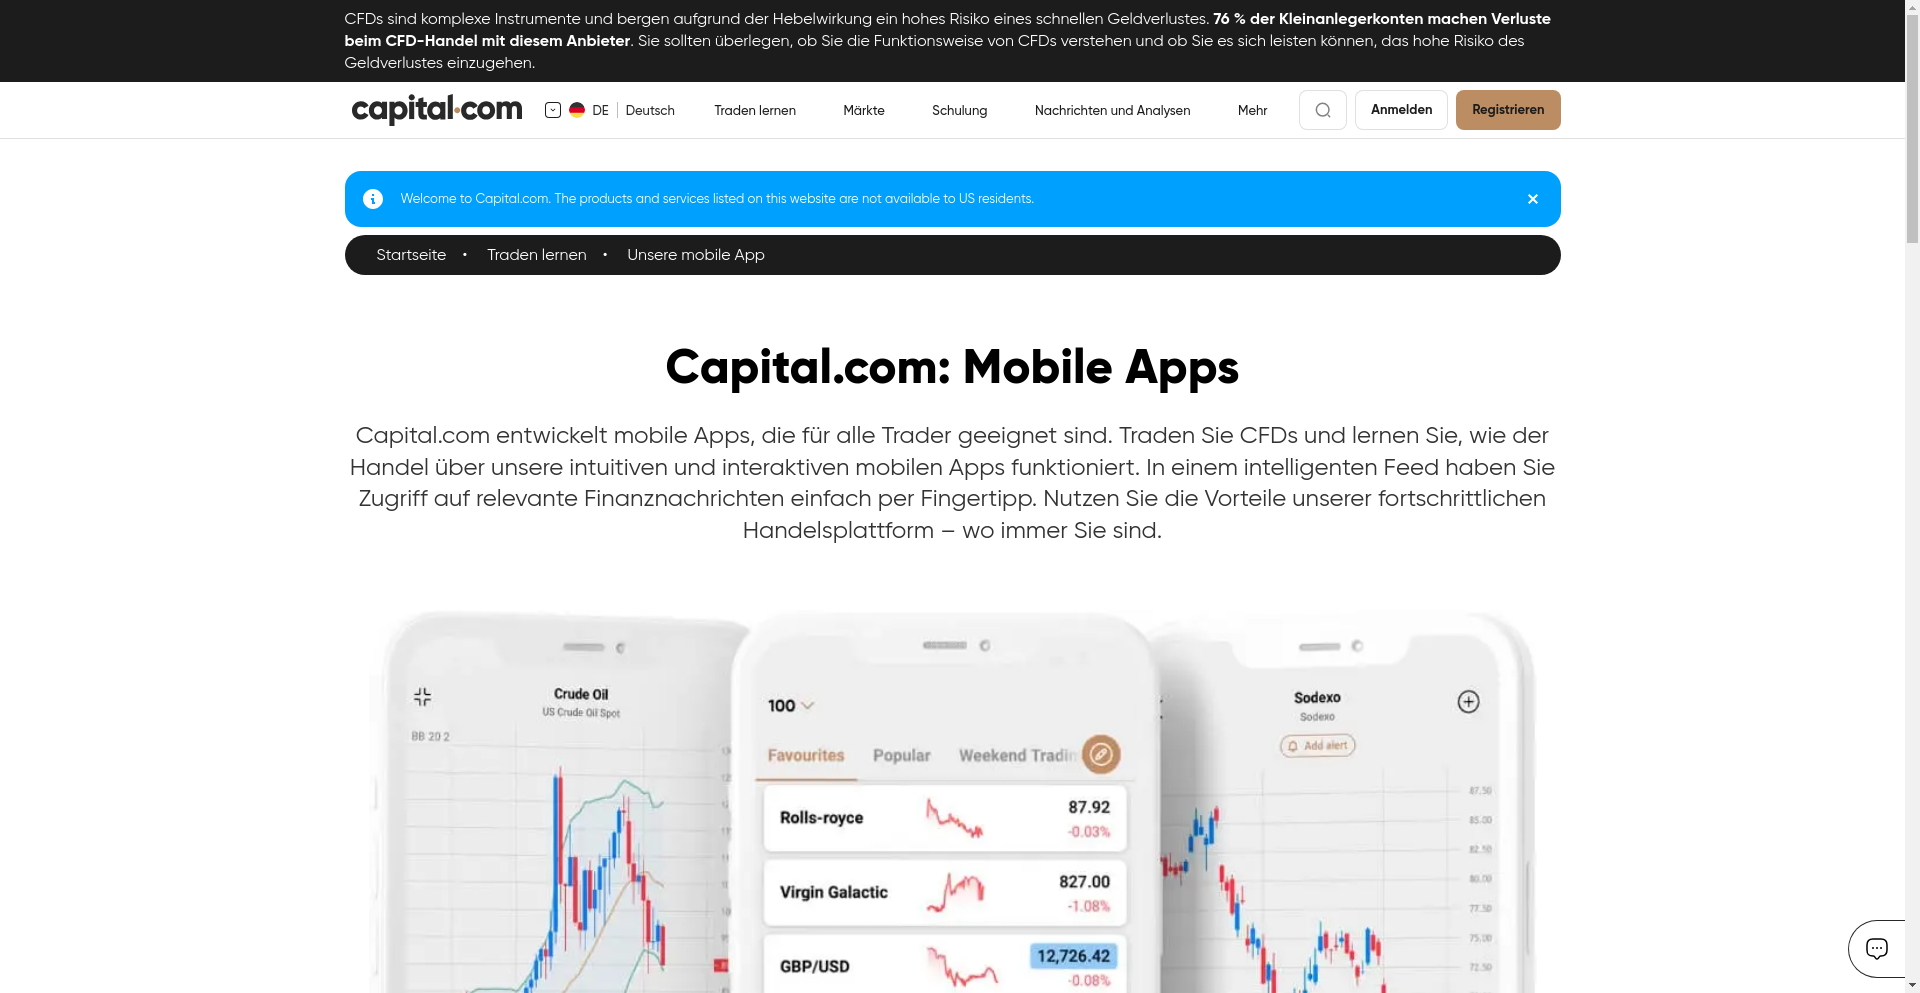 CFDs sind komplexe Instrumente und bergen aufgrund der Hebelwirkung ein hohes Risiko eines schnellen Geldverlustes. 76 % der Kleinanlegerkonten machen Verluste
beim CFD-Handel mit diesem Anbieter. Sie sollten überlegen, ob Sie die Funktionsweise von CFDs verstehen und ob Sie es sich leisten können, das hohe Risiko des
Geldverlustes einzugehen.
capital.com DE Deutsch Traden lernen Märkte Schulung Nachrichten und Analysen Mehr Anmelden Registrieren
Welcome to Capital.com. The products and services listed on this website are not available to US residents.
Startseite • Traden lernen • Unsere mobile App
Capital.com: Mobile Apps
Capital.com entwickelt mobile Apps, die für alle Trader geeignet sind. Traden Sie CFDs und lernen Sie, wie der
Handel über unsere intuitiven und interaktiven mobilen Apps funktioniert. In einem intelligenten Feed haben Sie
Zugriff auf relevante Finanznachrichten einfach per Fingertipp. Nutzen Sie die Vorteile unserer fortschrittlichen
Handelsplattform – wo immer Sie sind.
Crude Oil
US Crude Oil Spot
BB 20 2
100
Favourites Popular Weekend Tradin
Rolls-royce 87.92
-0.03%
Virgin Galactic 827.00
-1.08%
GBP/USD 12,726.42
-0.08%
Sodexo
Sodexo
Add alert
87.50
85.00
82.50
80.00
77.50
75.00
72.50